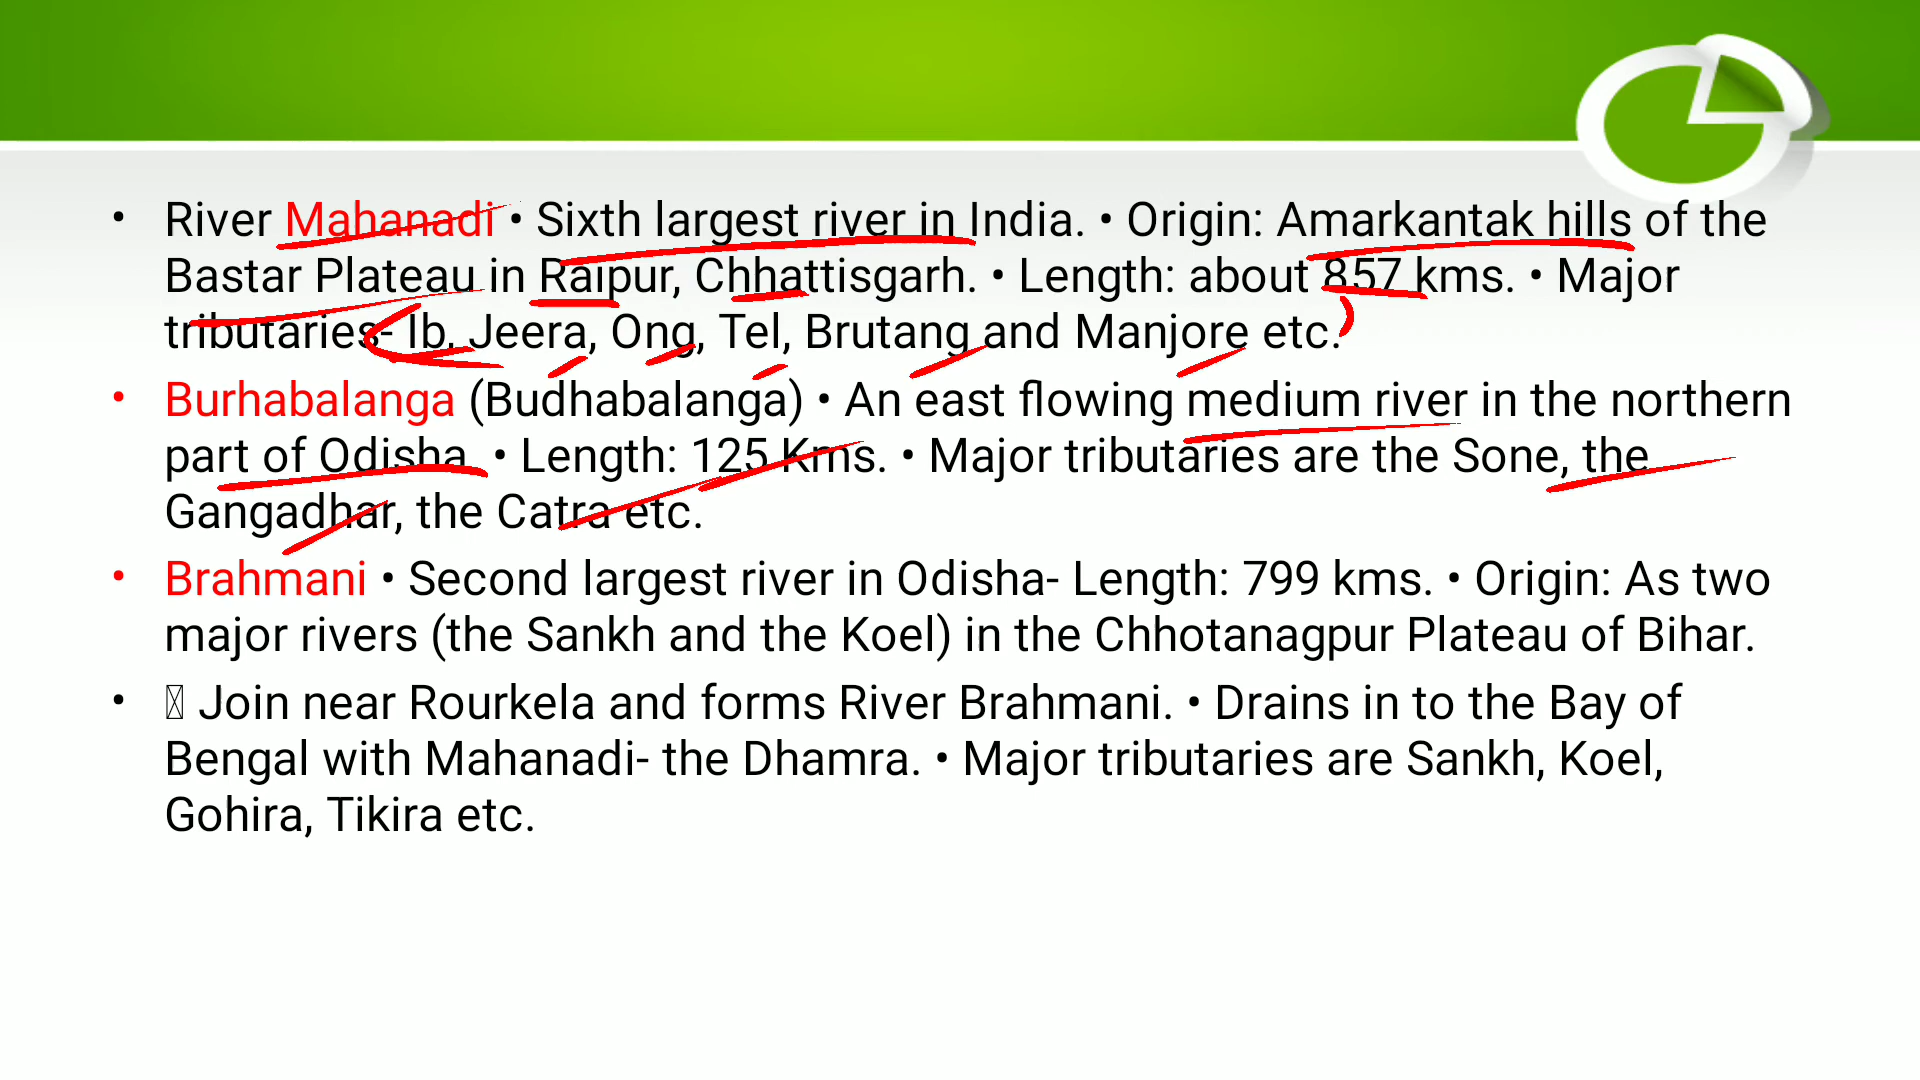 • River Mahanadi • Sixth largest river in India. • Origin: Amarkantak hills of the
Bastar Plateau in Raipur, Chhattisgarh. • Length: about 857 kms. • Major
tributaries- Ib, Jeera, Ong, Tel, Brutang and Manjore etc.
• Burhabalanga (Budhabalanga) • An east flowing medium river in the northern
part of Odisha. • Length: 125 Kms. • Major tributaries are the Sone, the
Gangadhar, the Catra etc.
• Brahmani • Second largest river in Odisha- Length: 799 kms. • Origin: As two
major rivers (the Sankh and the Koel) in the Chhotanagpur Plateau of Bihar.
• Join near Rourkela and forms River Brahmani. • Drains in to the Bay of
Bengal with Mahanadi- the Dhamra. • Major tributaries are Sankh, Koel,
Gohira, Tikira etc.